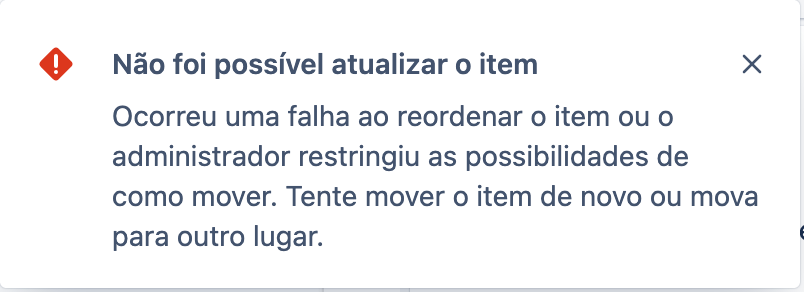 Não foi possível atualizar o item
Ocorreu uma falha ao reordenar o item ou o
administrador restringiu as possibilidades de
como mover. Tente mover o item de novo ou mova
para outro lugar.